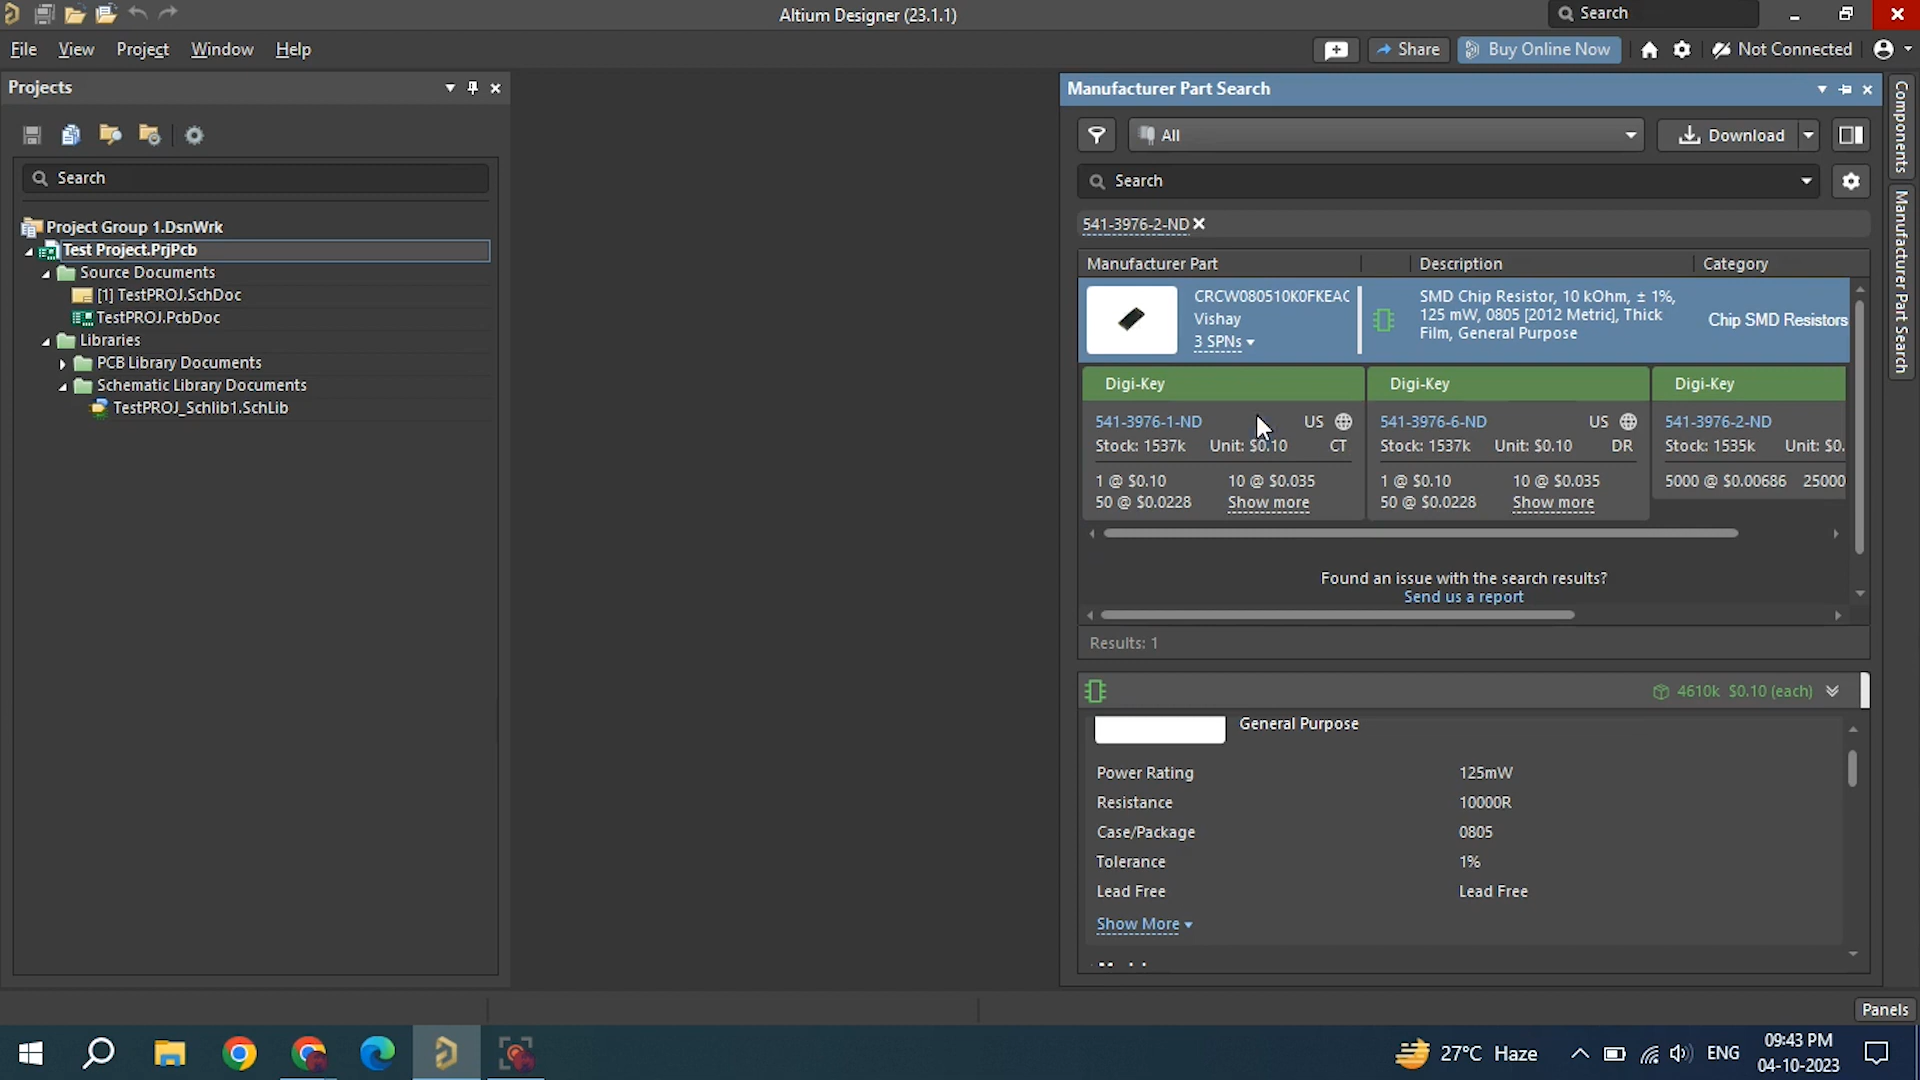 Altium Designer (23.1.1)
Search
File View Project Window Help
Share
Buy Online Now
Not Connected
Projects
Search
Project Group 1.DsnWrk
Test Project.PrjPcb
Source Documents
[1] TestPROJ.SchDoc
TestPROJ.PcbDoc
Libraries
PCB Library Documents
Schematic Library Documents
TestPROJ_Schlib1.SchLib
Manufacturer Part Search
All
Download
Search
541-3976-2-ND
Manufacturer Part Description Category
CRCW080510K0FKEAC
Vishay
3 SPNs
SMD Chip Resistor, 10 kOhm, ± 1%,
125 mW, 0805 [2012 Metric], Thick
Film, General Purpose
Chip SMD Resistors
Digi-Key
541-3976-1-ND US
Stock: 1537k Unit: $0.10 CT
1 @ $0.10 10 @ $0.035
50 @ $0.0228 Show more
Digi-Key
541-3976-6-ND US
Stock: 1537k Unit: $0.10 DR
1 @ $0.10 10 @ $0.035
50 @ $0.0228 Show more
Digi-Key
541-3976-2-ND
Stock: 1535k Unit: $0.
5000 @ $0.00686 25000
Found an issue with the search results?
Send us a report
Results: 1
4610k $0.10 (each)
General Purpose
Power Rating 125mW
Resistance 10000R
Case/Package 0805
Tolerance 1%
Lead Free Lead Free
Show More
Components
Manufacturer Part Search
Panels
27°C Haze
ENG
09:43 PM
04-10-2023